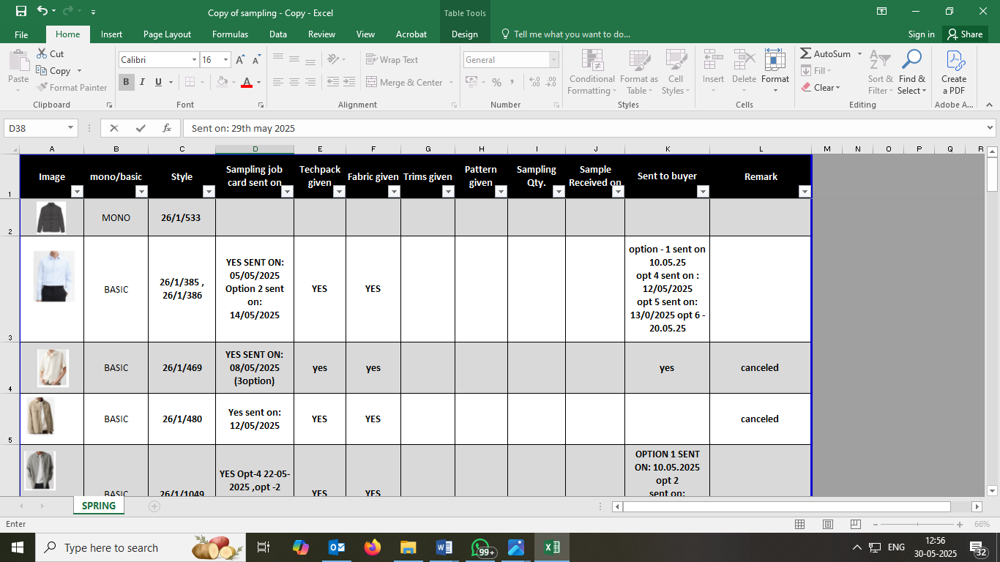 Copy of sampling - Copy - Excel
Table Tools
File Home Insert Page Layout Formulas Data Review View Acrobat Design Tell me what you want to do... Sign in Share
Paste
Cut
Copy
Format Painter
Clipboard
Calibri 16 A A
B I U A
Font
Wrap Text
Merge & Center
Alignment
General
% ,
Number
Conditional Formatting
Format as Table
Cell Styles
Styles
Insert Delete Format
Cells
AutoSum
Fill
Clear
Sort & Filter
Find & Select
Editing
Create a PDF
Adobe A...
D38 fx Sent on: 29th may 2025
A B C D E F G H I J K L M N O P Q R
1
Image
mono/basic
Style
Sampling job
card sent on
Techpack
given
Fabric given
Trims given
Pattern
given
Sampling
Qty.
Sample
Received on
Sent to buyer
Remark
2
MONO
26/1/533
3
BASIC
26/1/385 ,
26/1/386
YES SENT ON:
05/05/2025
Option 2 sent
on:
14/05/2025
YES
YES
option - 1 sent on
10.05.25
opt 4 sent on :
12/05/2025
opt 5 sent on:
13/0/2025 opt 6 -
20.05.25
4
BASIC
26/1/469
YES SENT ON:
08/05/2025
(3option)
yes
yes
yes
canceled
5
BASIC
26/1/480
Yes sent on:
12/05/2025
YES
YES
canceled
BASIC
26/1/1049
YES Opt-4 22-05-
2025 ,opt -2
YES
YES
OPTION 1 SENT
ON: 10.05.2025
opt 2
sent on:
SPRING
Enter
66%
Type here to search
99+
ENG
12:56
30-05-2025
32